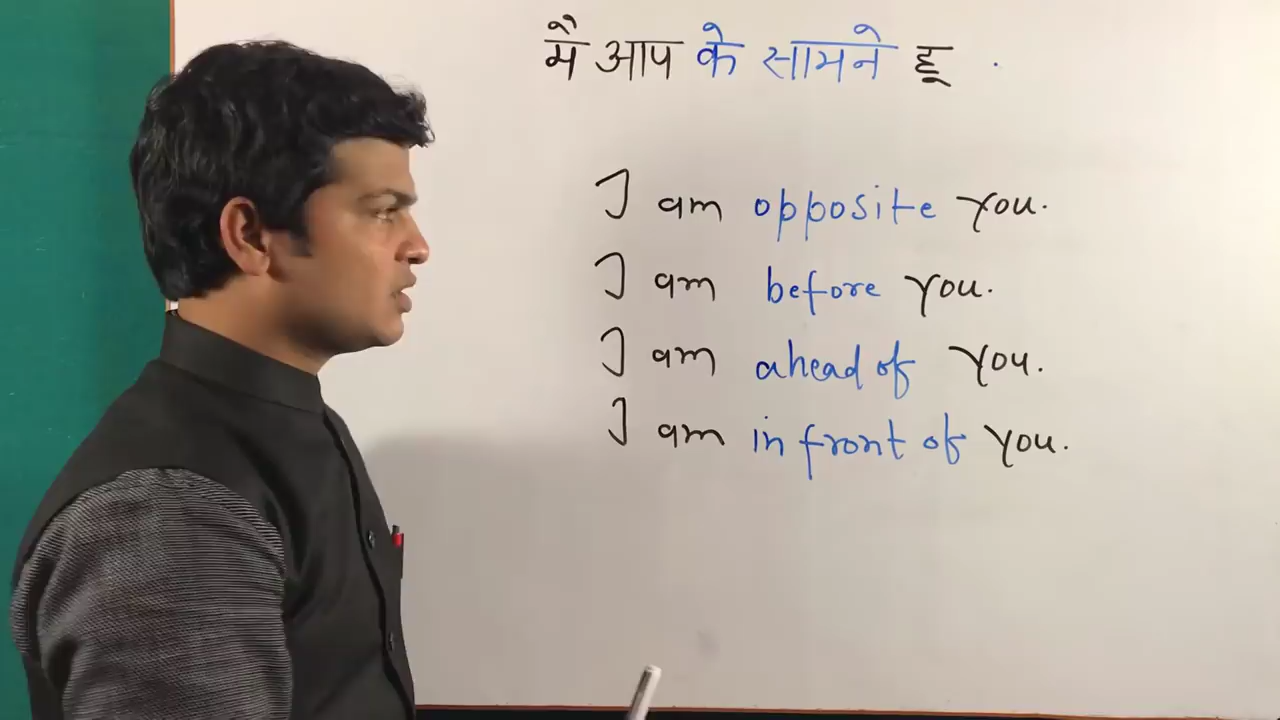 मै आप के सामने हू .
I am opposite you.
I am before you.
I am ahead of you.
I am in front of you.